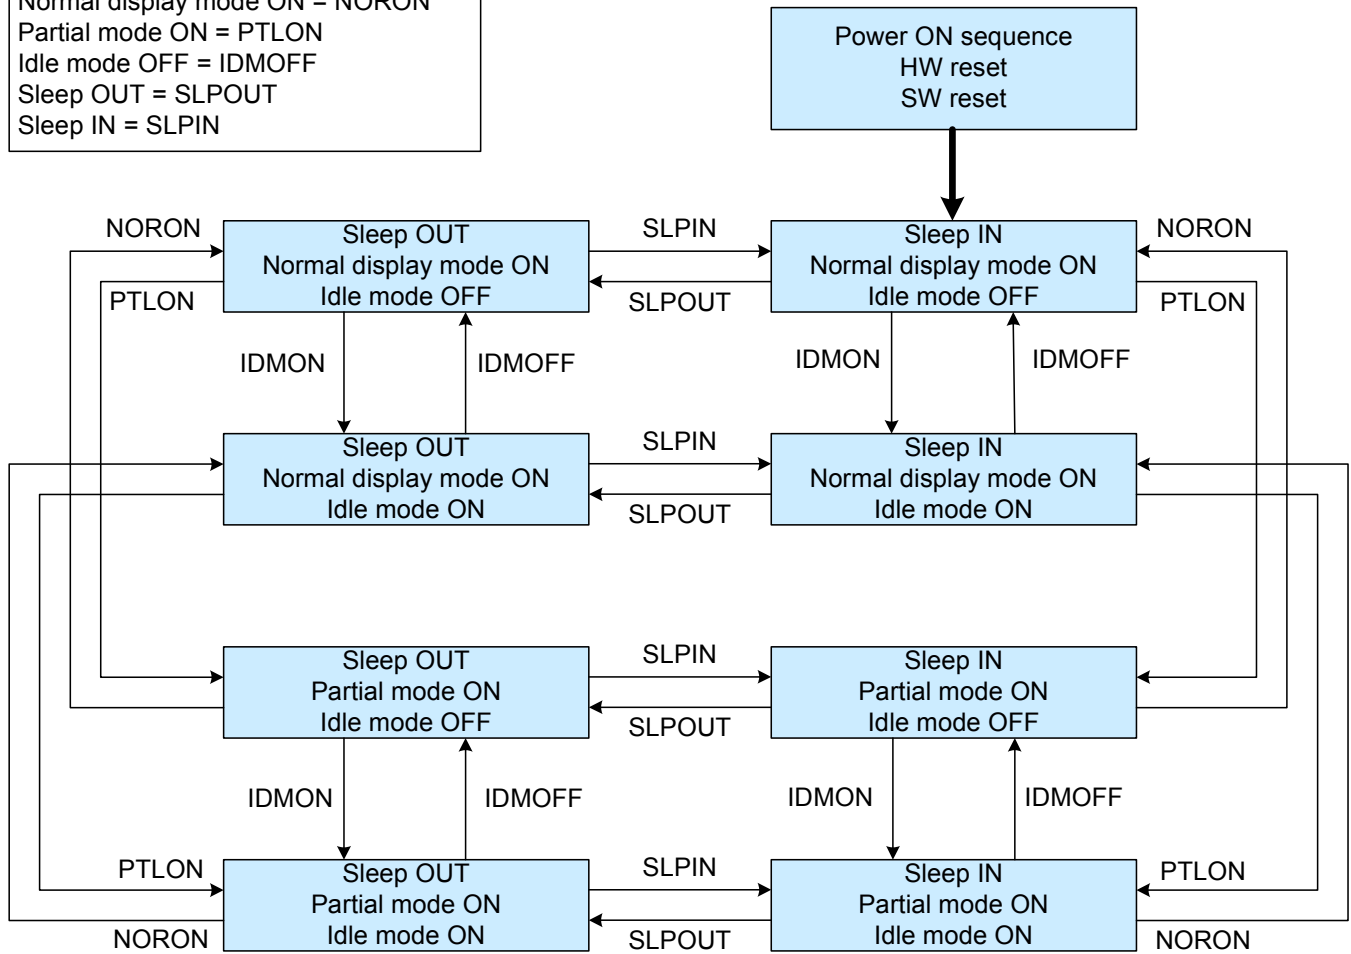 Normal display mode ON = NORON
Partial mode ON = PTLON
Idle mode OFF = IDMOFF
Sleep OUT = SLPOUT
Sleep IN = SLPIN
Power ON sequence
HW reset
SW reset
NORON
Sleep OUT
Normal display mode ON
Idle mode OFF
SLPIN
Sleep IN
Normal display mode ON
Idle mode OFF
NORON
PTLON
SLPOUT
PTLON
IDMON
IDMOFF
IDMON
IDMOFF
Sleep OUT
Normal display mode ON
Idle mode ON
SLPIN
SLPOUT
Sleep IN
Normal display mode ON
Idle mode ON
Sleep OUT
Partial mode ON
Idle mode OFF
SLPIN
SLPOUT
Sleep IN
Partial mode ON
Idle mode OFF
IDMON
IDMOFF
IDMON
IDMOFF
PTLON
Sleep OUT
Partial mode ON
Idle mode ON
SLPIN
Sleep IN
Partial mode ON
Idle mode ON
PTLON
NORON
SLPOUT
NORON